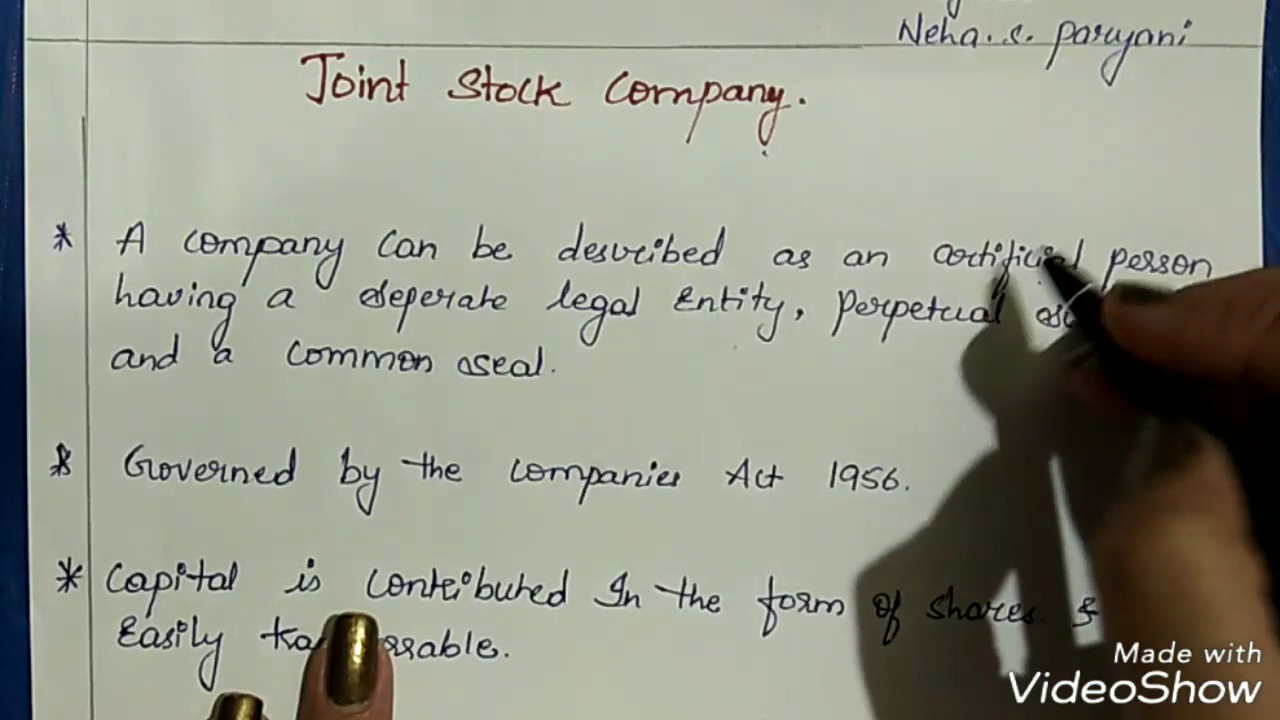 Neha. S. Paryani
Joint Stock Company.
* A company can be desvribed as an artificial person
having a seperate legal Entity, perpetual
and a common seal.
* Governed by the companies Act 1956.
* Capital is contributed In the form of shares. &
Easily
Made with
VideoShow